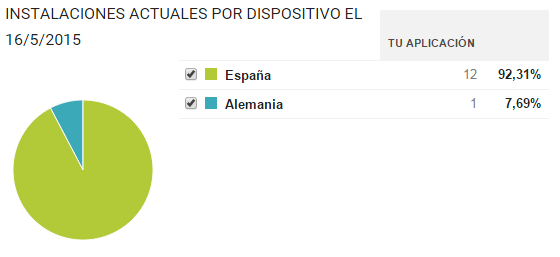 INSTALACIONES ACTUALES POR DISPOSITIVO EL
16/5/2015
TU APLICACIÓN
España 12 92,31%
Alemania 1 7,69%